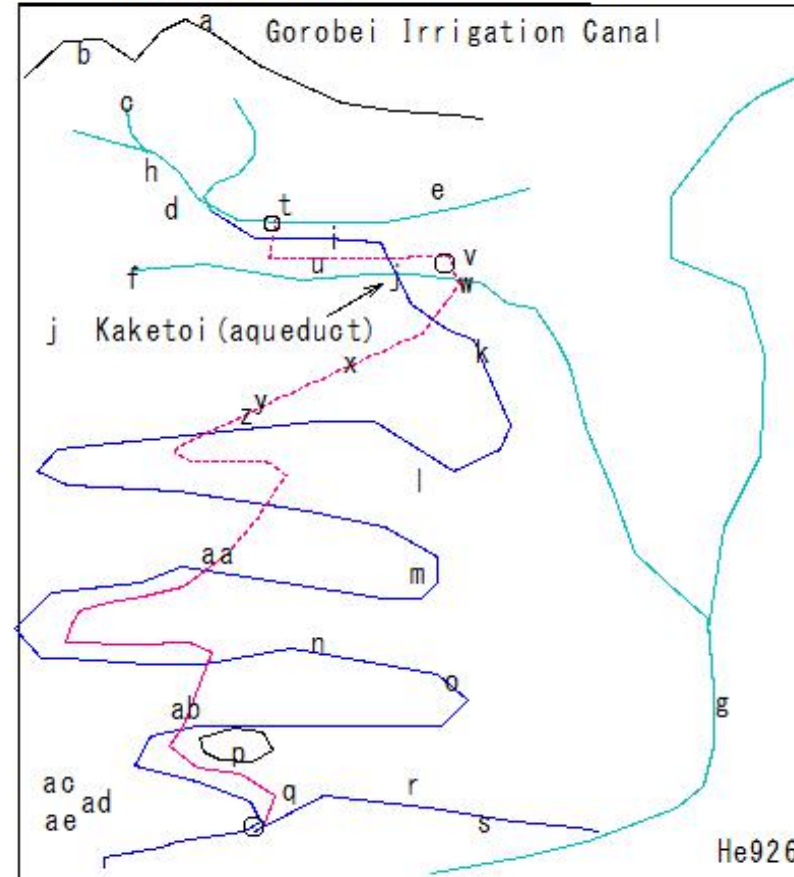 a
Gorobei Irrigation Canal
b
c
h
d
e
t
i
v
u
f
j
w
j Kaketoi(aqueduct)
k
x
y
z
l
aa
m
n
o
ab
g
p
ac
ad
ae
q
r
s
He926